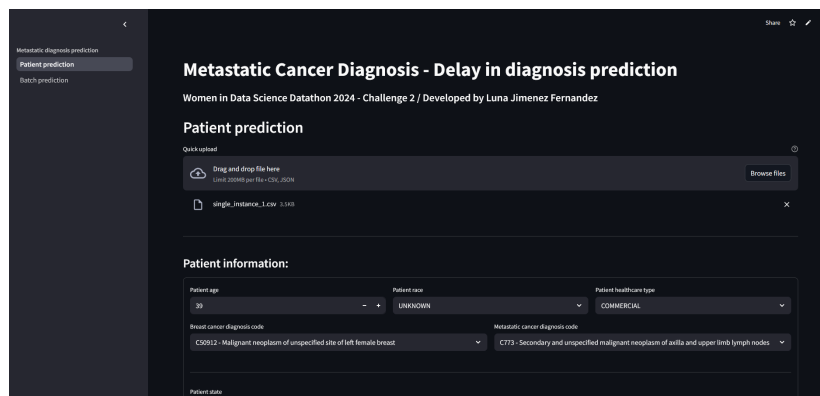 Share
Metastatic diagnosis prediction
Patient prediction
Batch prediction
Metastatic Cancer Diagnosis - Delay in diagnosis prediction
Women in Data Science Datathon 2024 - Challenge 2 / Developed by Luna Jimenez Fernandez
Patient prediction
Quick upload
Drag and drop file here
Limit 200MB per file • CSV, JSON
Browse files
single_instance_1.csv 3.5KB
Patient information:
Patient age Patient race Patient healthcare type
39 UNKNOWN COMMERCIAL
Breast cancer diagnosis code Metastatic cancer diagnosis code
C50912 - Malignant neoplasm of unspecified site of left female breast C773 - Secondary and unspecified malignant neoplasm of axilla and upper limb lymph nodes
Patient state